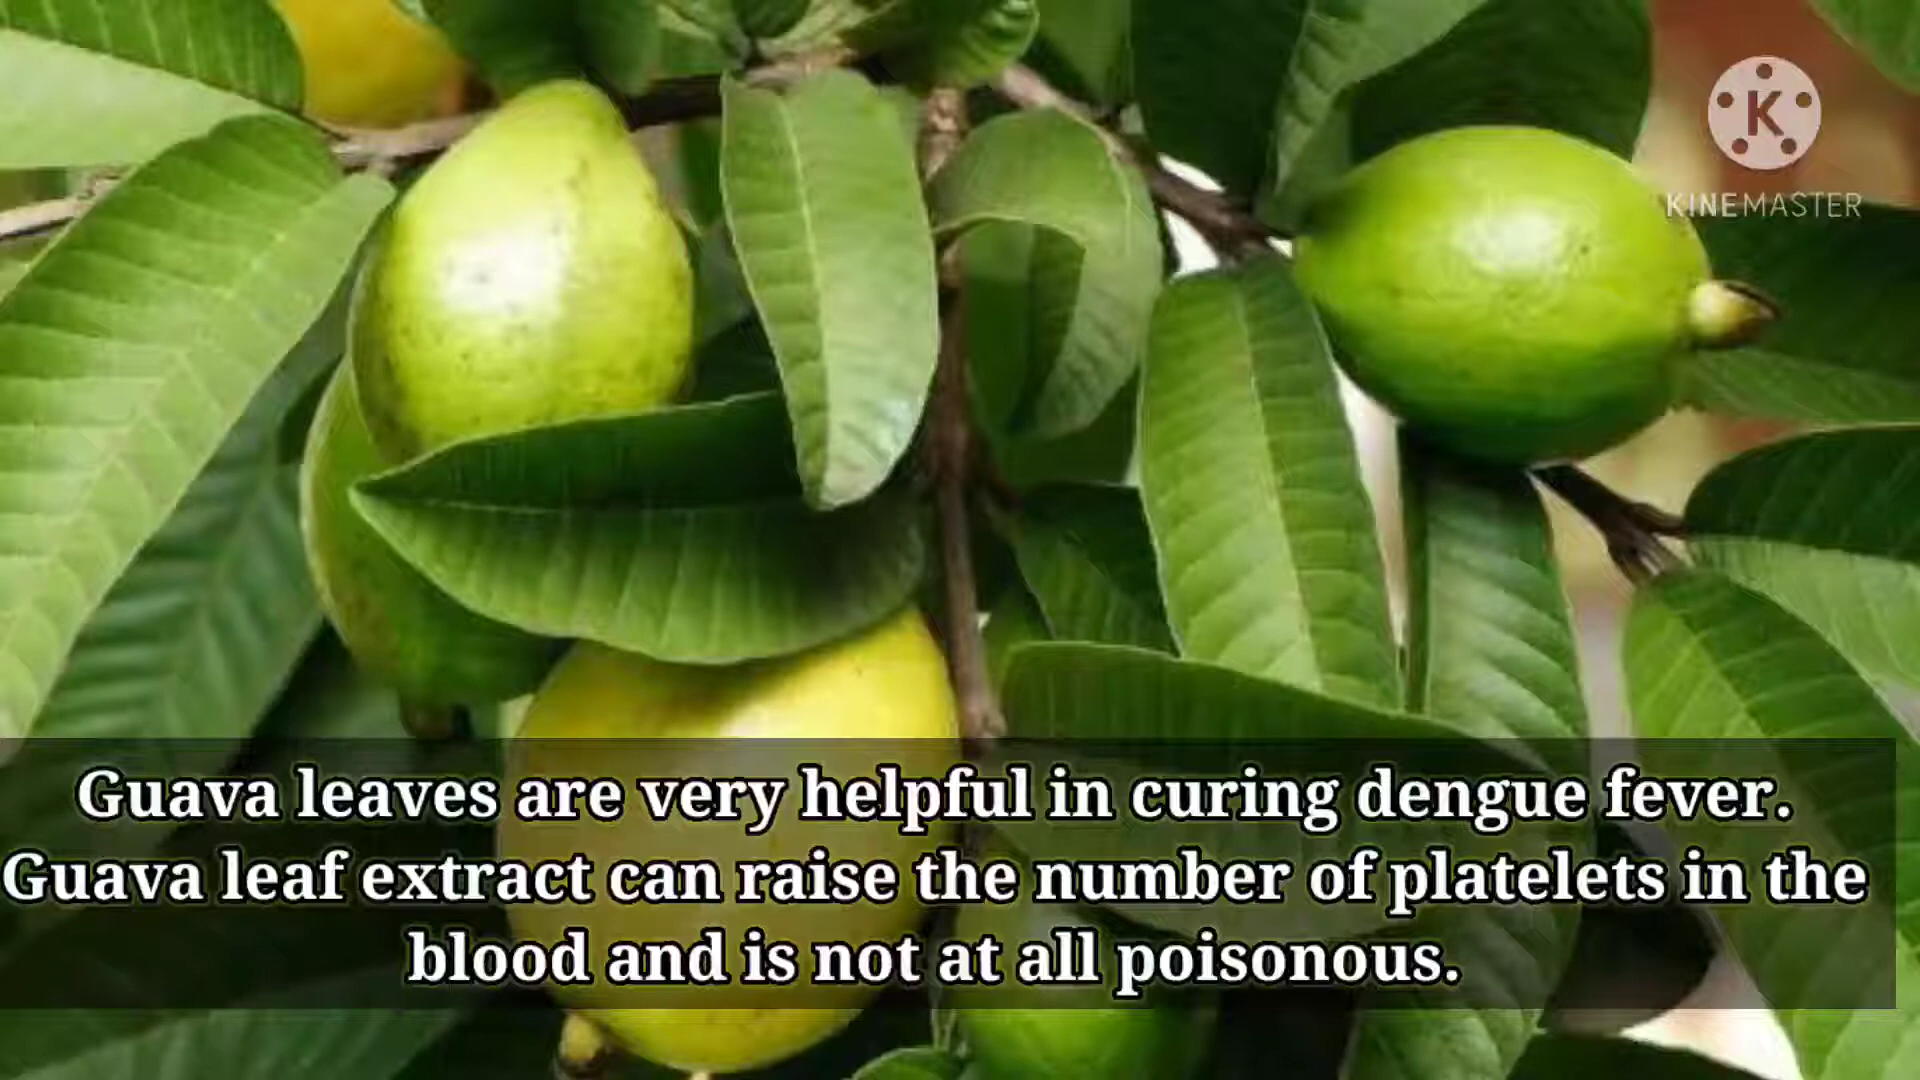 K
KINEMASTER
Guava leaves are very helpful in curing dengue fever.
Guava leaf extract can raise the number of platelets in the
blood and is not at all poisonous.